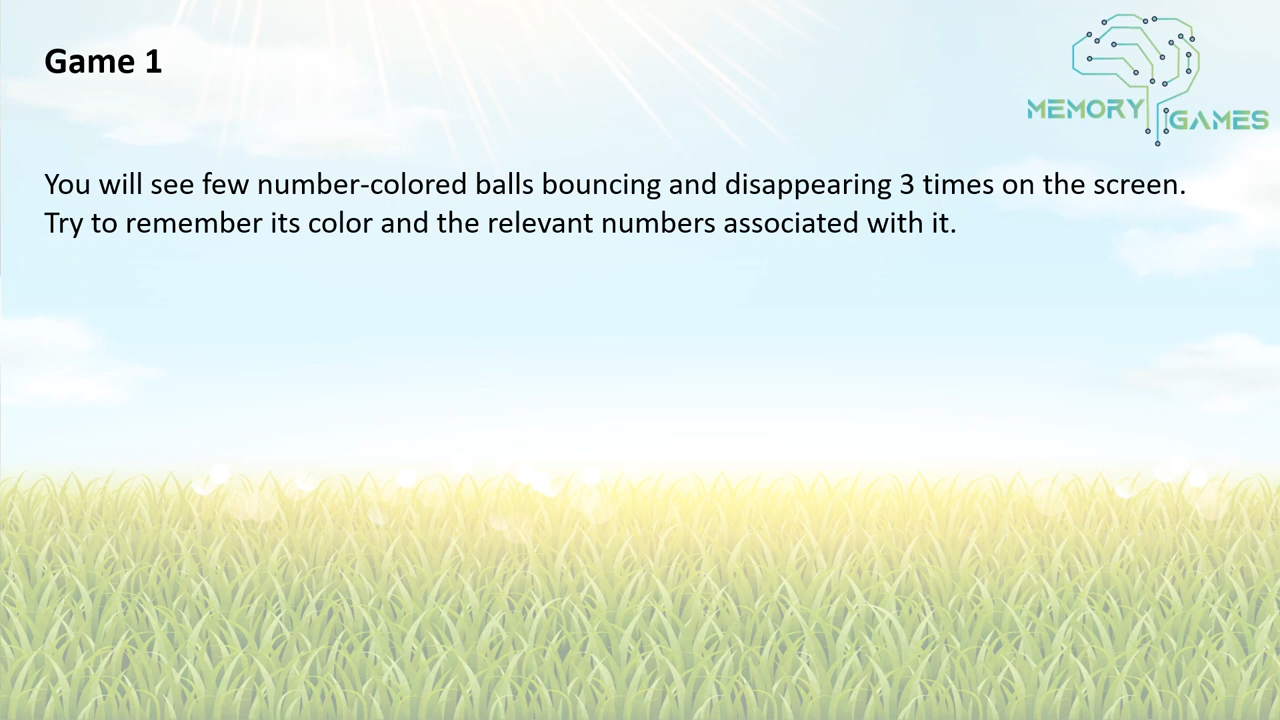 Game 1
MEMORY GAMES
You will see few number-colored balls bouncing and disappearing 3 times on the screen.
Try to remember its color and the relevant numbers associated with it.